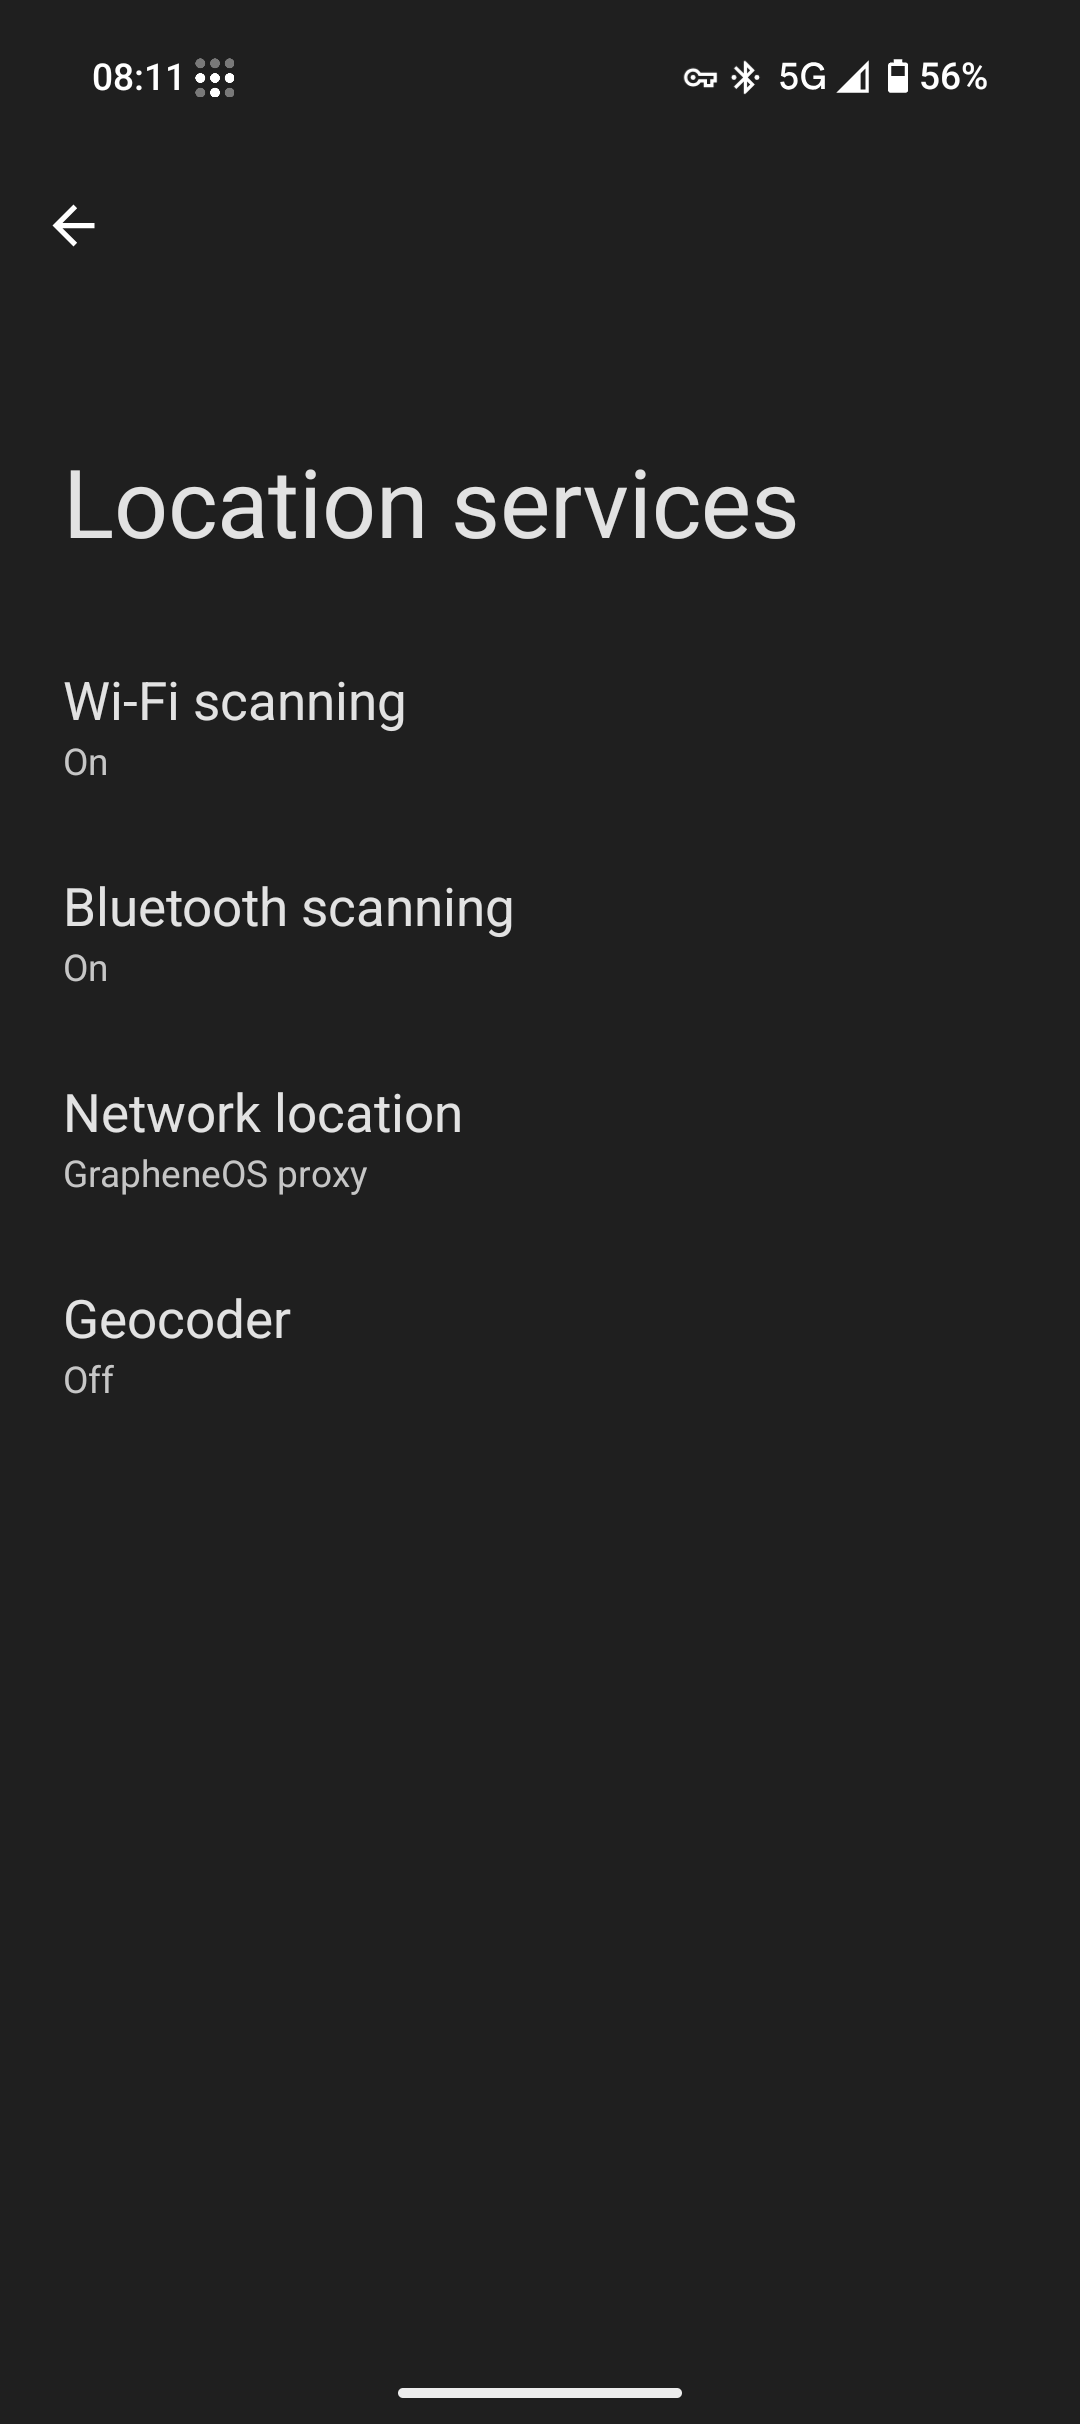 08:11 5G 56%
Location services
Wi-Fi scanning
On
Bluetooth scanning
On
Network location
GrapheneOS proxy
Geocoder
Off